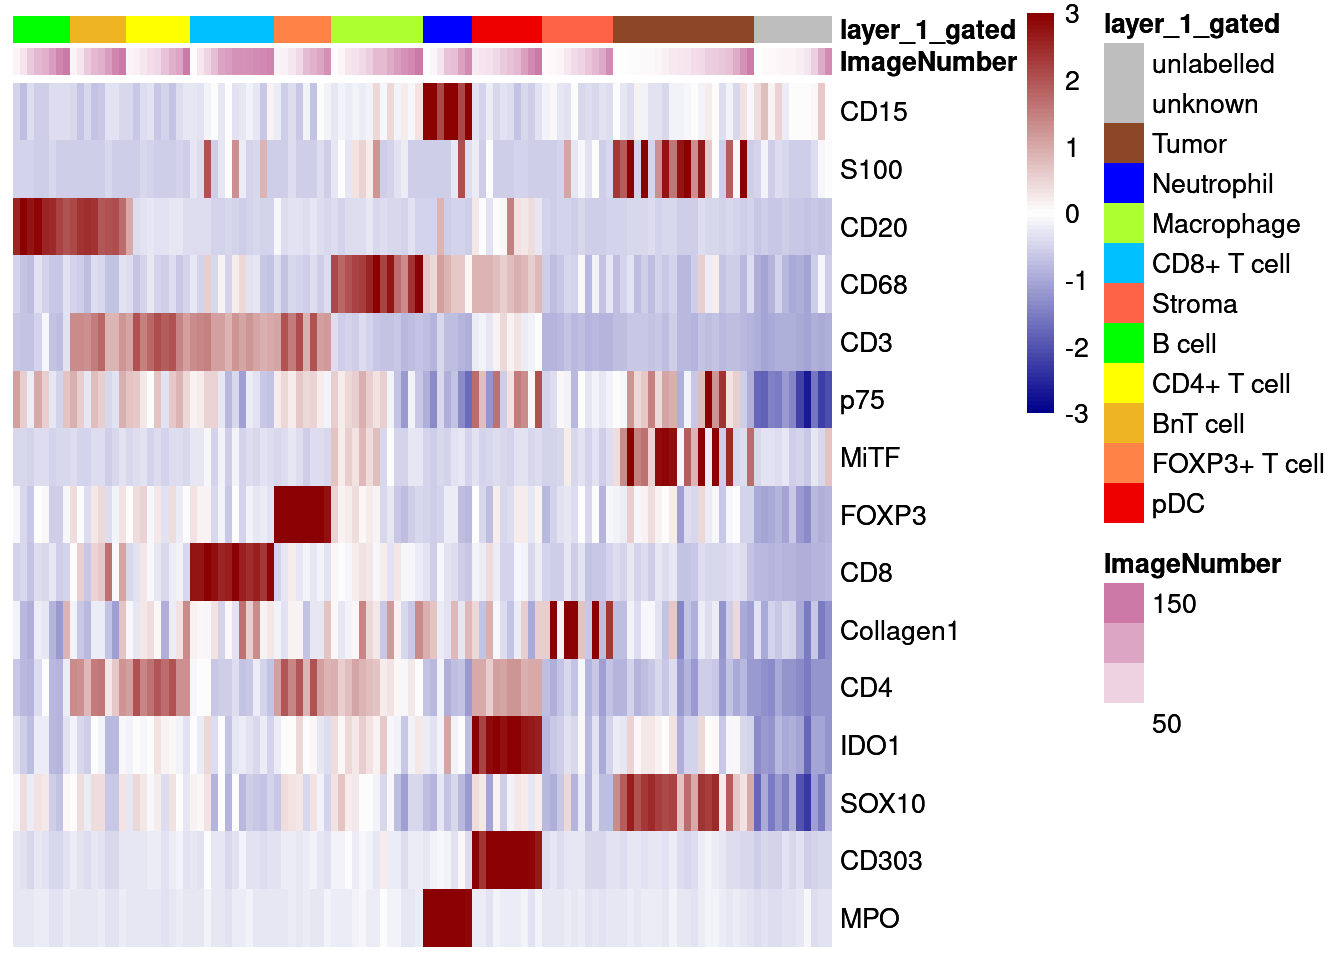 layer_1_gated
ImageNumber
CD15
S100
CD20
CD68
CD3
p75
MiTF
FOXP3
CD8
Collagen1
CD4
IDO1
SOX10
CD303
MPO
3
2
1
0
-1
-2
-3
layer_1_gated
unlabelled
unknown
Tumor
Neutrophil
Macrophage
CD8+ T cell
Stroma
B cell
CD4+ T cell
BnT cell
FOXP3+ T cell
pDC
ImageNumber
150
50